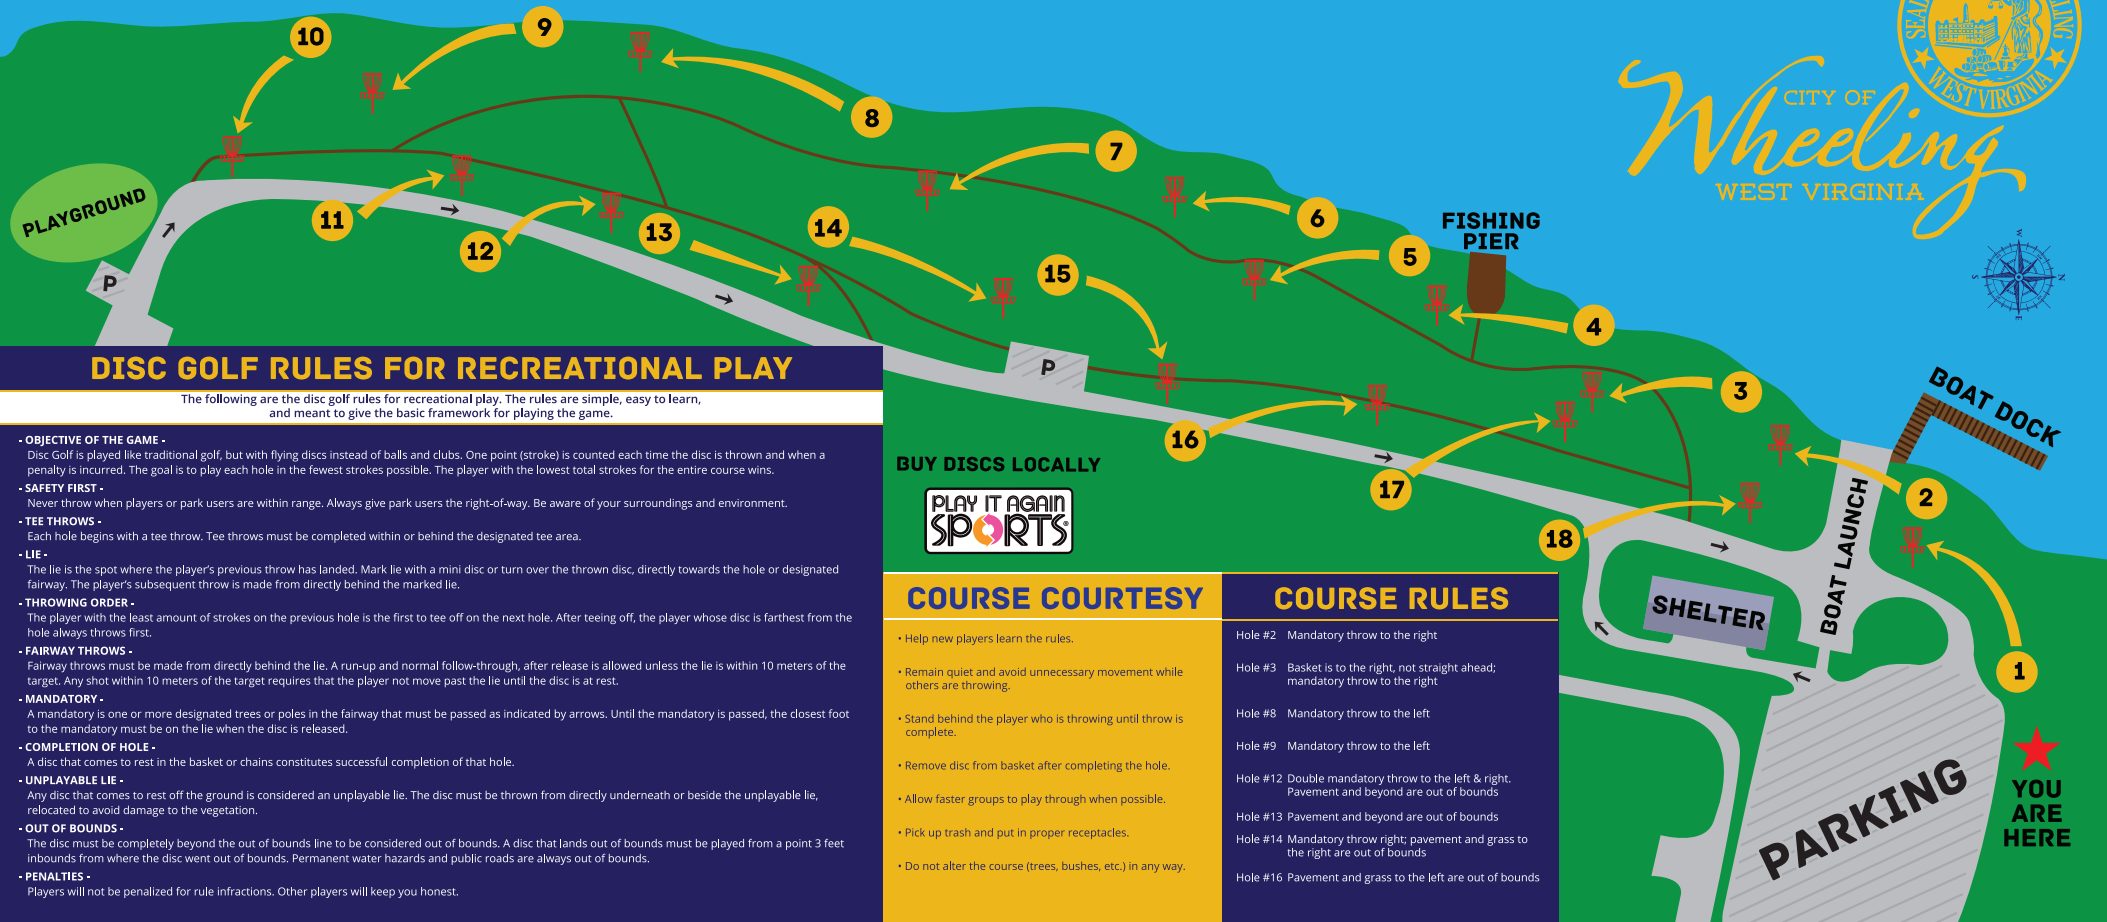 10
9
8
7
6
5
4
3
2
1
11
12
13
14
15
16
17
18
PLAYGROUND
P
P
FISHING
PIER
SEAL
LING
WEST VIRGINIA
CITY OF
Wheeling
WEST VIRGINIA
W
N
S
E
BOAT DOCK
BOAT LAUNCH
SHELTER
PARKING
YOU
ARE
HERE
BUY DISCS LOCALLY
PLAY IT AGAIN
SPORTS®
DISC GOLF RULES FOR RECREATIONAL PLAY
The following are the disc golf rules for recreational play. The rules are simple, easy to learn,
and meant to give the basic framework for playing the game.
- OBJECTIVE OF THE GAME -
Disc Golf is played like traditional golf, but with flying discs instead of balls and clubs. One point (stroke) is counted each time the disc is thrown and when a
penalty is incurred. The goal is to play each hole in the fewest strokes possible. The player with the lowest total strokes for the entire course wins.
- SAFETY FIRST -
Never throw when players or park users are within range. Always give park users the right-of-way. Be aware of your surroundings and environment.
- TEE THROWS -
Each hole begins with a tee throw. Tee throws must be completed within or behind the designated tee area.
- LIE -
The lie is the spot where the player's previous throw has landed. Mark lie with a mini disc or turn over the thrown disc, directly towards the hole or designated
fairway. The player's subsequent throw is made from directly behind the marked lie.
- THROWING ORDER -
The player with the least amount of strokes on the previous hole is the first to tee off on the next hole. After teeing off, the player whose disc is farthest from the
hole always throws first.
- FAIRWAY THROWS -
Fairway throws must be made from directly behind the lie. A run-up and normal follow-through, after release is allowed unless the lie is within 10 meters of the
target. Any shot within 10 meters of the target requires that the player not move past the lie until the disc is at rest.
- MANDATORY -
A mandatory is one or more designated trees or poles in the fairway that must be passed as indicated by arrows. Until the mandatory is passed, the closest foot
to the mandatory must be on the lie when the disc is released.
- COMPLETION OF HOLE -
A disc that comes to rest in the basket or chains constitutes successful completion of that hole.
- UNPLAYABLE LIE -
Any disc that comes to rest off the ground is considered an unplayable lie. The disc must be thrown from directly underneath or beside the unplayable lie,
relocated to avoid damage to the vegetation.
- OUT OF BOUNDS -
The disc must be completely beyond the out of bounds line to be considered out of bounds. A disc that lands out of bounds must be played from a point 3 feet
inbounds from where the disc went out of bounds. Permanent water hazards and public roads are always out of bounds.
- PENALTIES -
Players will not be penalized for rule infractions. Other players will keep you honest.
COURSE COURTESY
• Help new players learn the rules.
• Remain quiet and avoid unnecessary movement while
others are throwing.
• Stand behind the player who is throwing until throw is
complete.
• Remove disc from basket after completing the hole.
• Allow faster groups to play through when possible.
• Pick up trash and put in proper receptacles.
• Do not alter the course (trees, bushes, etc.) in any way.
COURSE RULES
Hole #2 Mandatory throw to the right
Hole #3 Basket is to the right, not straight ahead;
mandatory throw to the right
Hole #8 Mandatory throw to the left
Hole #9 Mandatory throw to the left
Hole #12 Double mandatory throw to the left & right.
Pavement and beyond are out of bounds
Hole #13 Pavement and beyond are out of bounds
Hole #14 Mandatory throw right; pavement and grass to
the right are out of bounds
Hole #16 Pavement and grass to the left are out of bounds